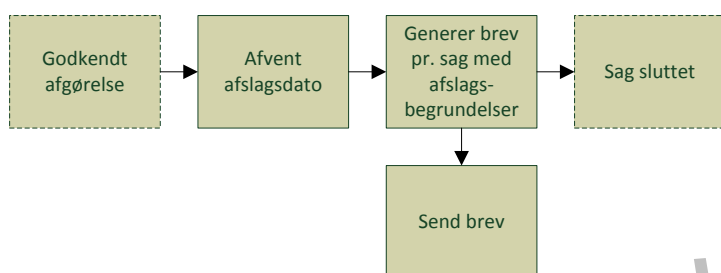 Godkendt
afgørelse
Afvent
afslagsdato
Generer brev
pr. sag med
afslags-
begrundelser
Sag sluttet
Send brev